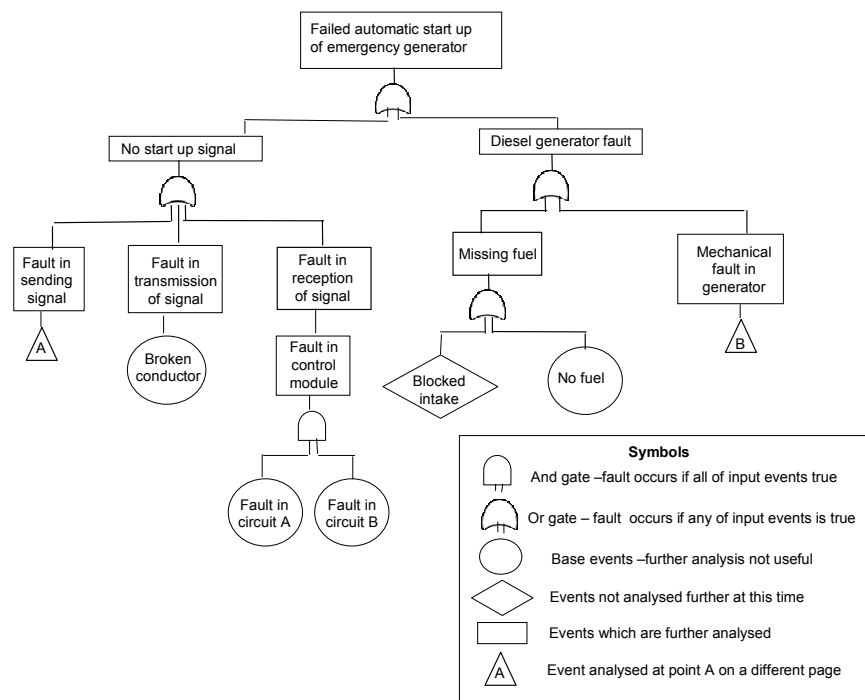 Failed automatic start up
of emergency generator
No start up signal
Diesel generator fault
Fault in
sending
signal
Fault in
transmission
of signal
Fault in
reception
of signal
Missing fuel
Mechanical
fault in
generator
A
Broken
conductor
Fault in
control
module
Blocked
intake
No fuel
B
Fault in
circuit A
Fault in
circuit B
Symbols
And gate –fault occurs if all of input events true
Or gate – fault occurs if any of input events is true
Base events –further analysis not useful
Events not analysed further at this time
Events which are further analysed
A
Event analysed at point A on a different page